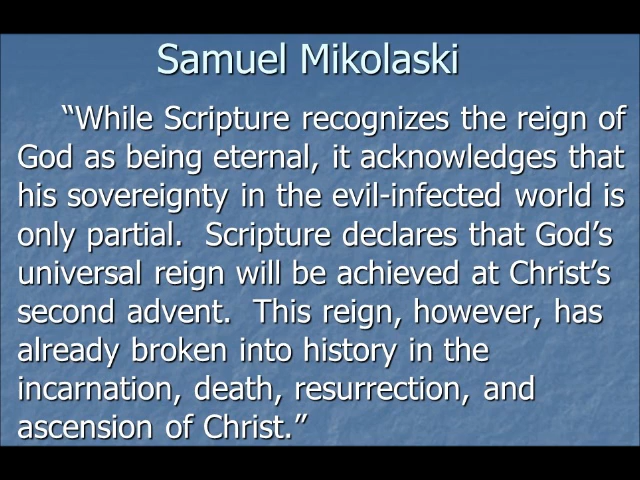 Samuel Mikolaski
“While Scripture recognizes the reign of
God as being eternal, it acknowledges that
his sovereignty in the evil-infected world is
only partial.  Scripture declares that God’s
universal reign will be achieved at Christ’s
second advent.  This reign, however, has
already broken into history in the
incarnation, death, resurrection, and
ascension of Christ.”